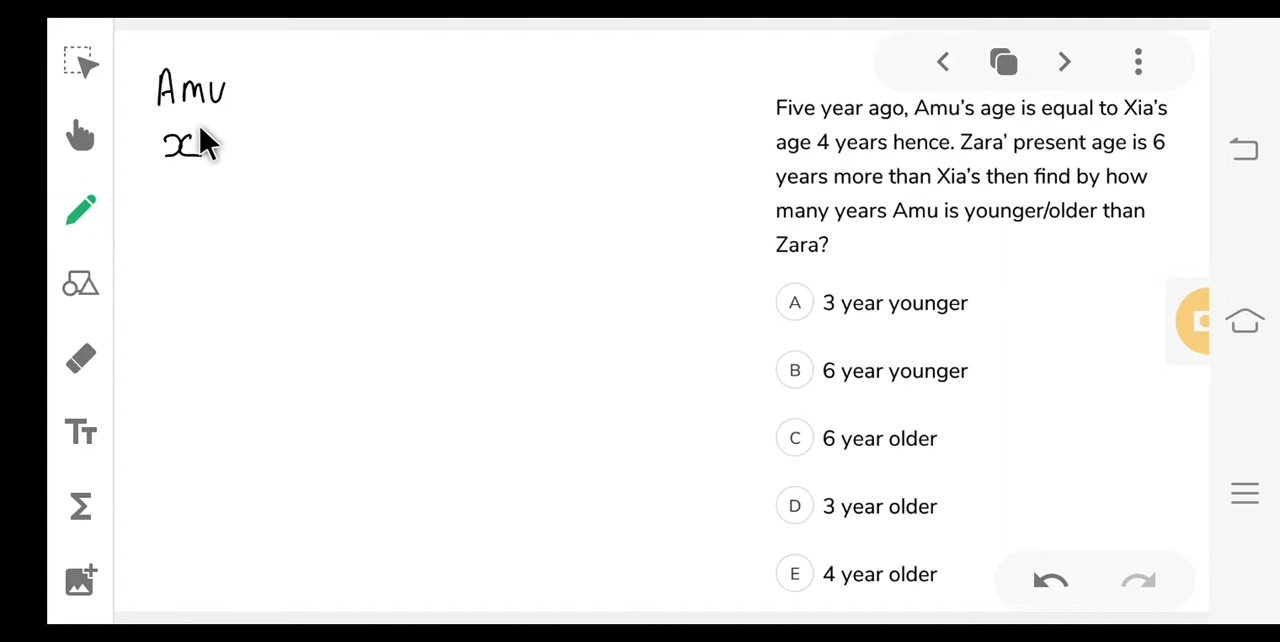 Amu
x
Five year ago, Amu's age is equal to Xia's
age 4 years hence. Zara' present age is 6
years more than Xia's then find by how
many years Amu is younger/older than
Zara?
A 3 year younger
B 6 year younger
C 6 year older
D 3 year older
E 4 year older
Tт
Σ